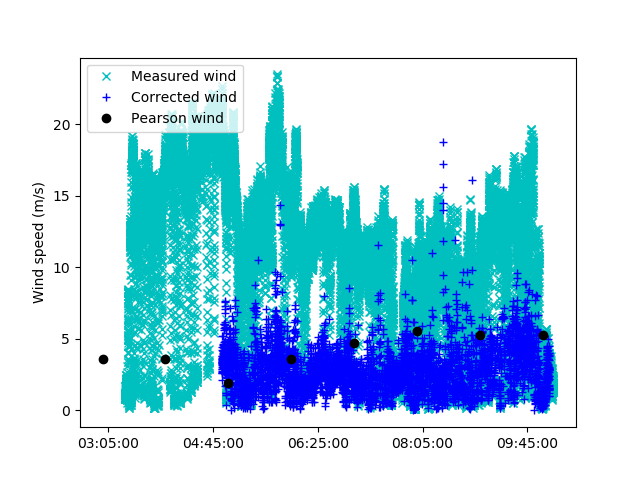 Measured wind
Corrected wind
Pearson wind
Wind speed (m/s)
20
15
10
5
0
03:05:00 04:45:00 06:25:00 08:05:00 09:45:00